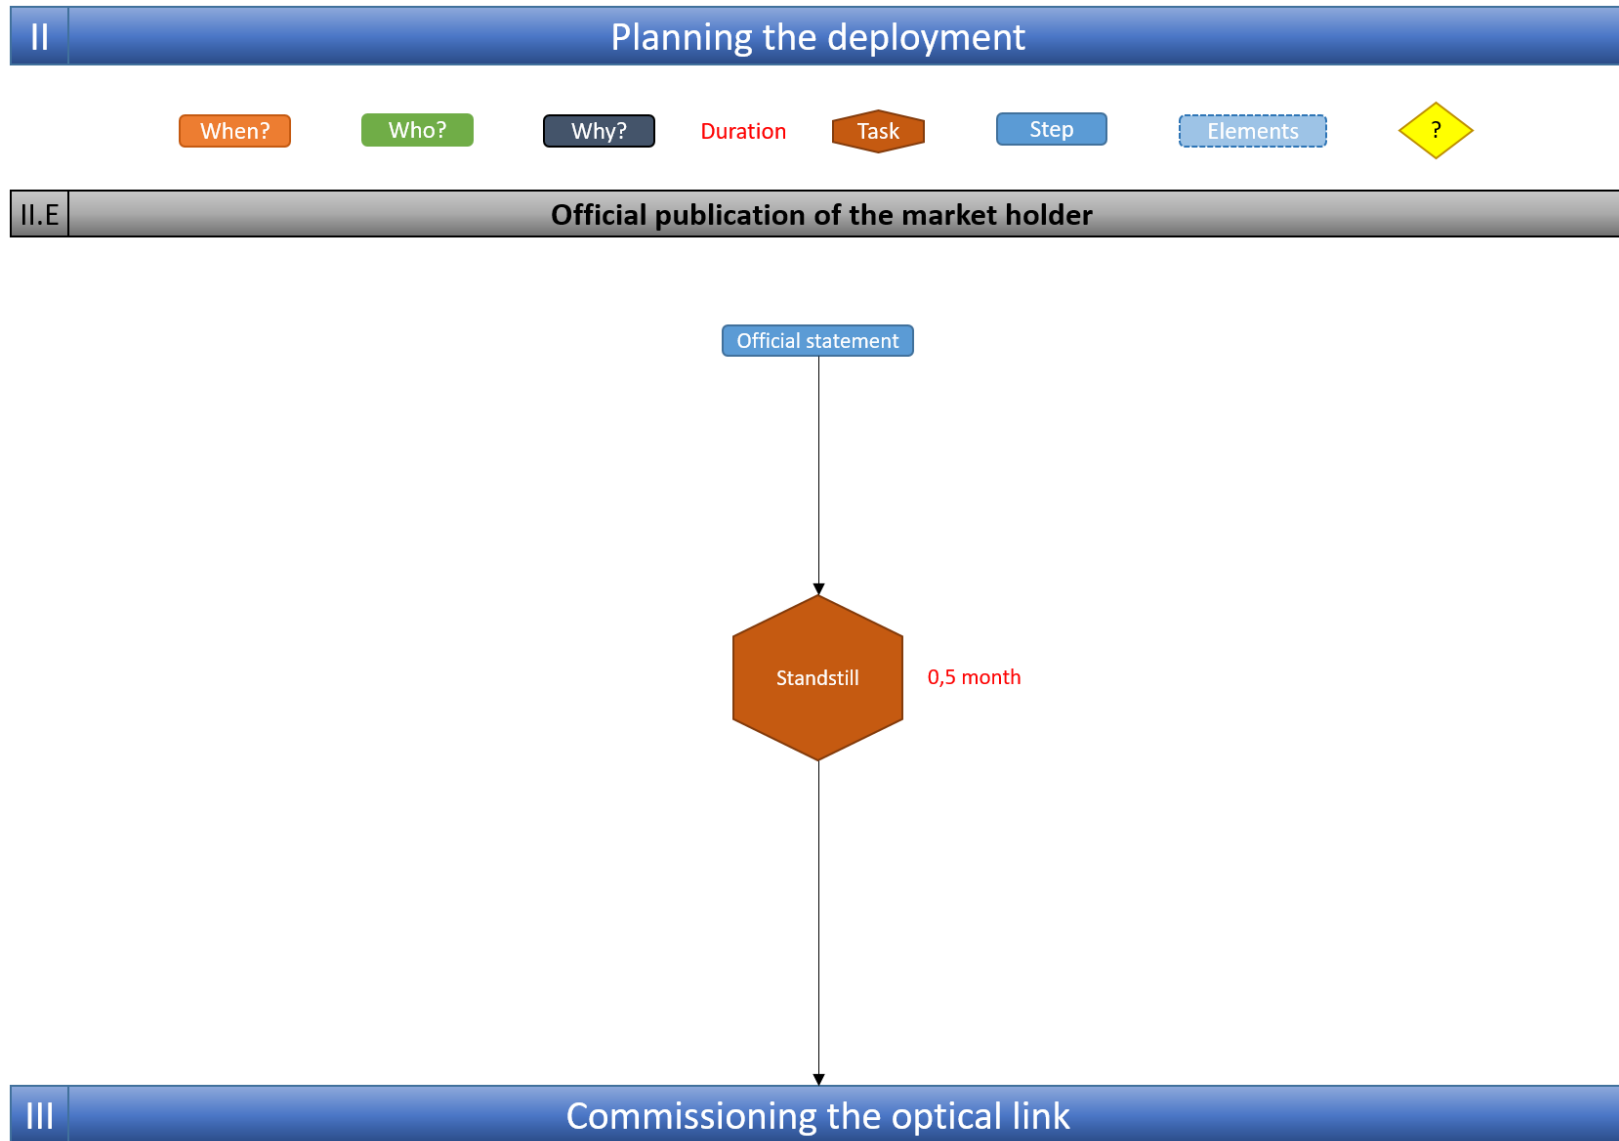 II
Planning the deployment
When?
Who?
Why?
Duration
Task
Step
Elements
?
II.E
Official publication of the market holder
Official statement
Standstill
0,5 month
III
Commissioning the optical link